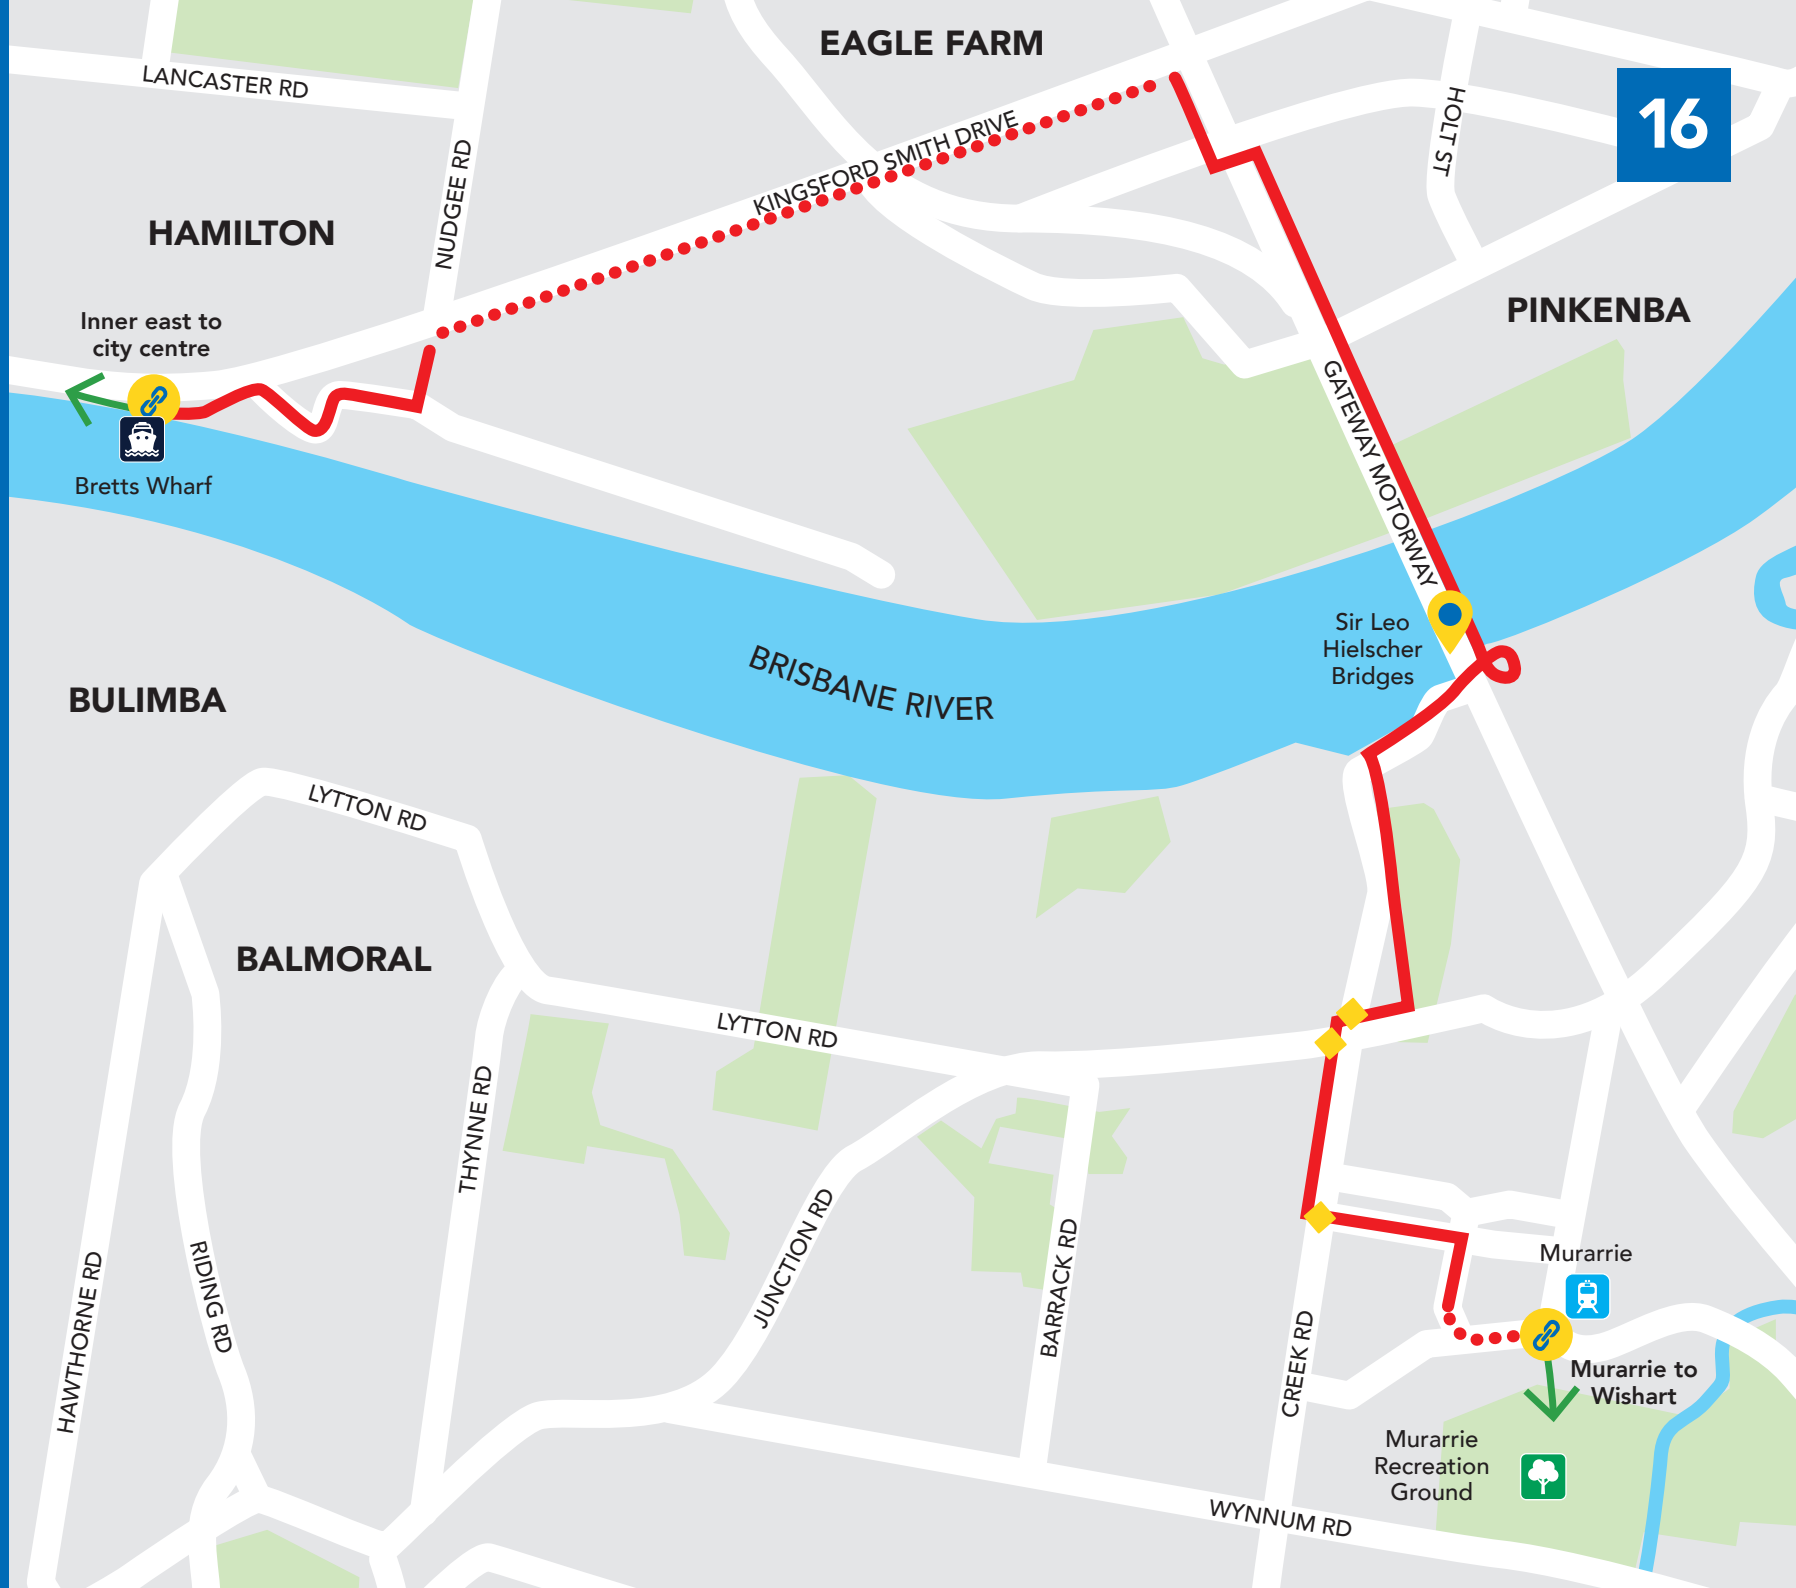 EAGLE FARM
LANCASTER RD
HOLT ST
16
KINGSFORD SMITH DRIVE
NUDGEE RD
HAMILTON
PINKENBA
Inner east to
city centre
Bretts Wharf
GATEWAY MOTORWAY
Sir Leo
Hielscher
Bridges
BRISBANE RIVER
BULIMBA
LYTTON RD
BALMORAL
LYTTON RD
THYNNE RD
JUNCTION RD
BARRACK RD
HAWTHORNE RD
RIDING RD
CREEK RD
Murarrie
Murarrie to
Wishart
Murarrie
Recreation
Ground
WYNNUM RD